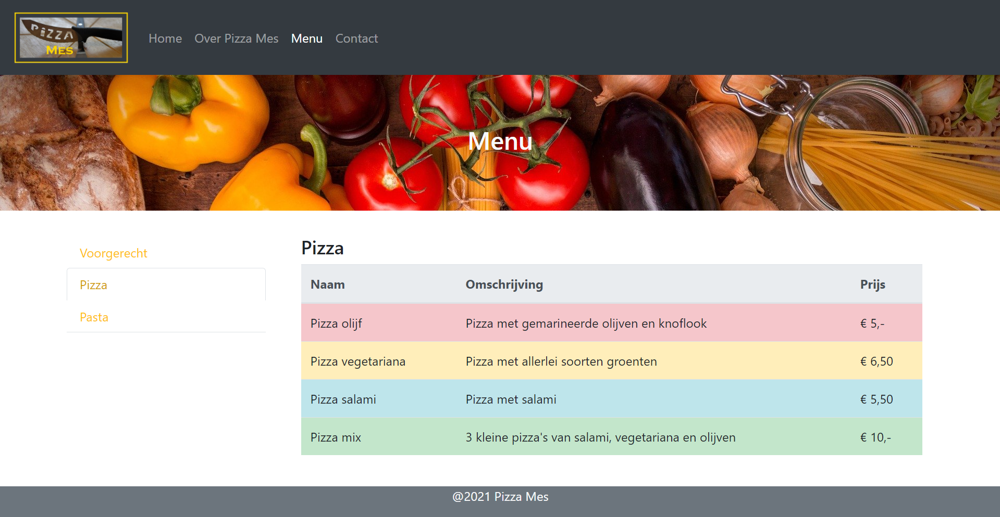 PIZZA
MES
Home Over Pizza Mes Menu Contact
Menu
Voorgerecht
Pizza
Pasta
Pizza
Naam Omschrijving Prijs
Pizza olijf Pizza met gemarineerde olijven en knoflook € 5,-
Pizza vegetariana Pizza met allerlei soorten groenten € 6,50
Pizza salami Pizza met salami € 5,50
Pizza mix 3 kleine pizza's van salami, vegetariana en olijven € 10,-
@2021 Pizza Mes